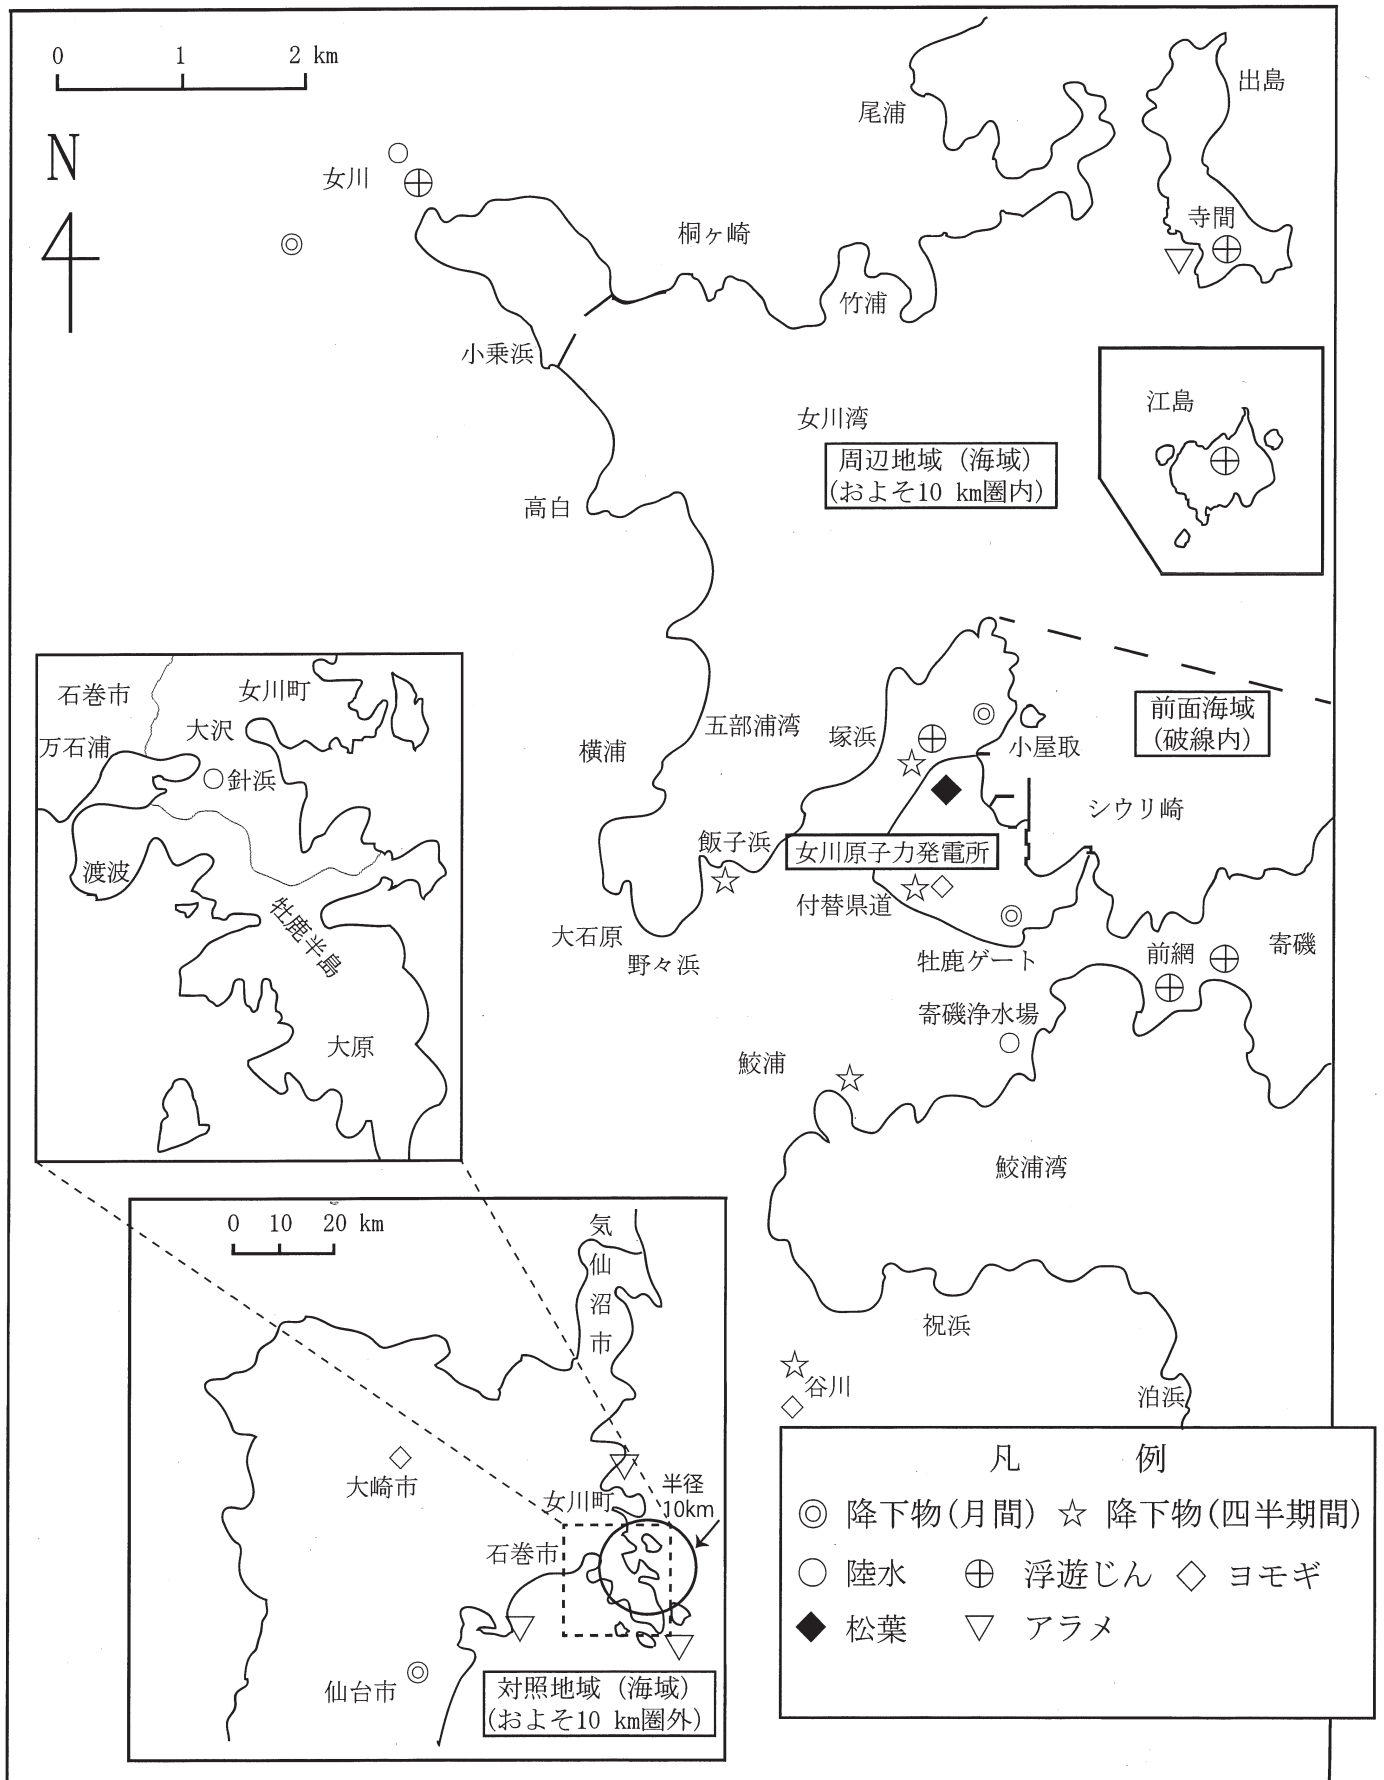 0 1 2 km
N
女川
尾浦
出島
寺間
桐ヶ崎
竹浦
小乗浜
女川湾
周辺地域（海域）
(およそ10 km圏内)
江島
高白
石巻市
女川町
万石浦
大沢
針浜
渡波
牡鹿半島
大原
横浦
五部浦湾
塚浜
小屋取
前面海域
(破線内)
シウリ崎
飯子浜
女川原子力発電所
付替県道
大石原
野々浜
牡鹿ゲート
前網
寄磯
寄磯浄水場
鮫浦
鮫浦湾
祝浜
谷川
泊浜
0 10 20 km
気仙沼市
大崎市
女川町
半径
10km
石巻市
仙台市
対照地域（海域）
(およそ10 km圏外)
凡 例
◎ 降下物(月間) ☆ 降下物(四半期間)
○ 陸水 ⊕ 浮遊じん ◇ ヨモギ
◆ 松葉 ▽ アラメ